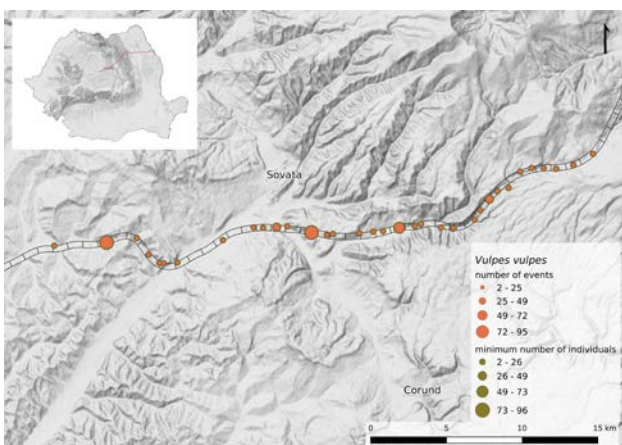 Sovata
Vulpes vulpes
number of events
2 - 25
25 - 49
49 - 72
72 - 95
minimum number of individuals
2 - 26
26 - 49
49 - 73
73 - 96
Corund
0 5 10 15 km